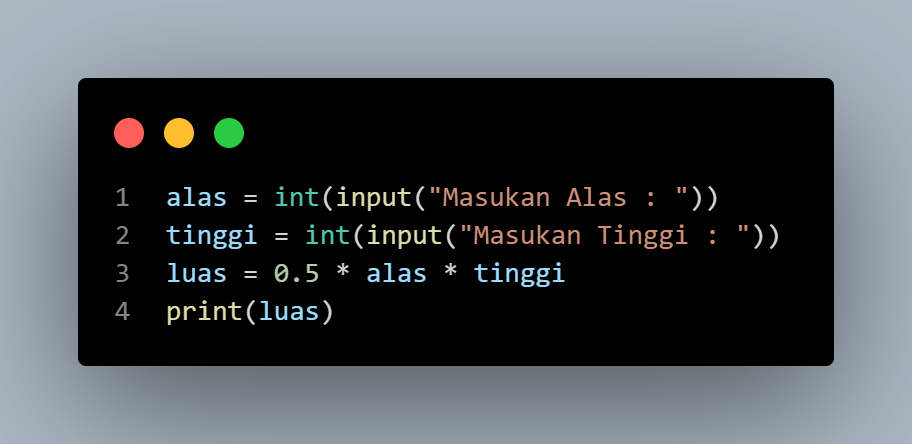 1 alas = int(input("Masukan Alas : "))
2 tinggi = int(input("Masukan Tinggi : "))
3 luas = 0.5 * alas * tinggi
4 print(luas)